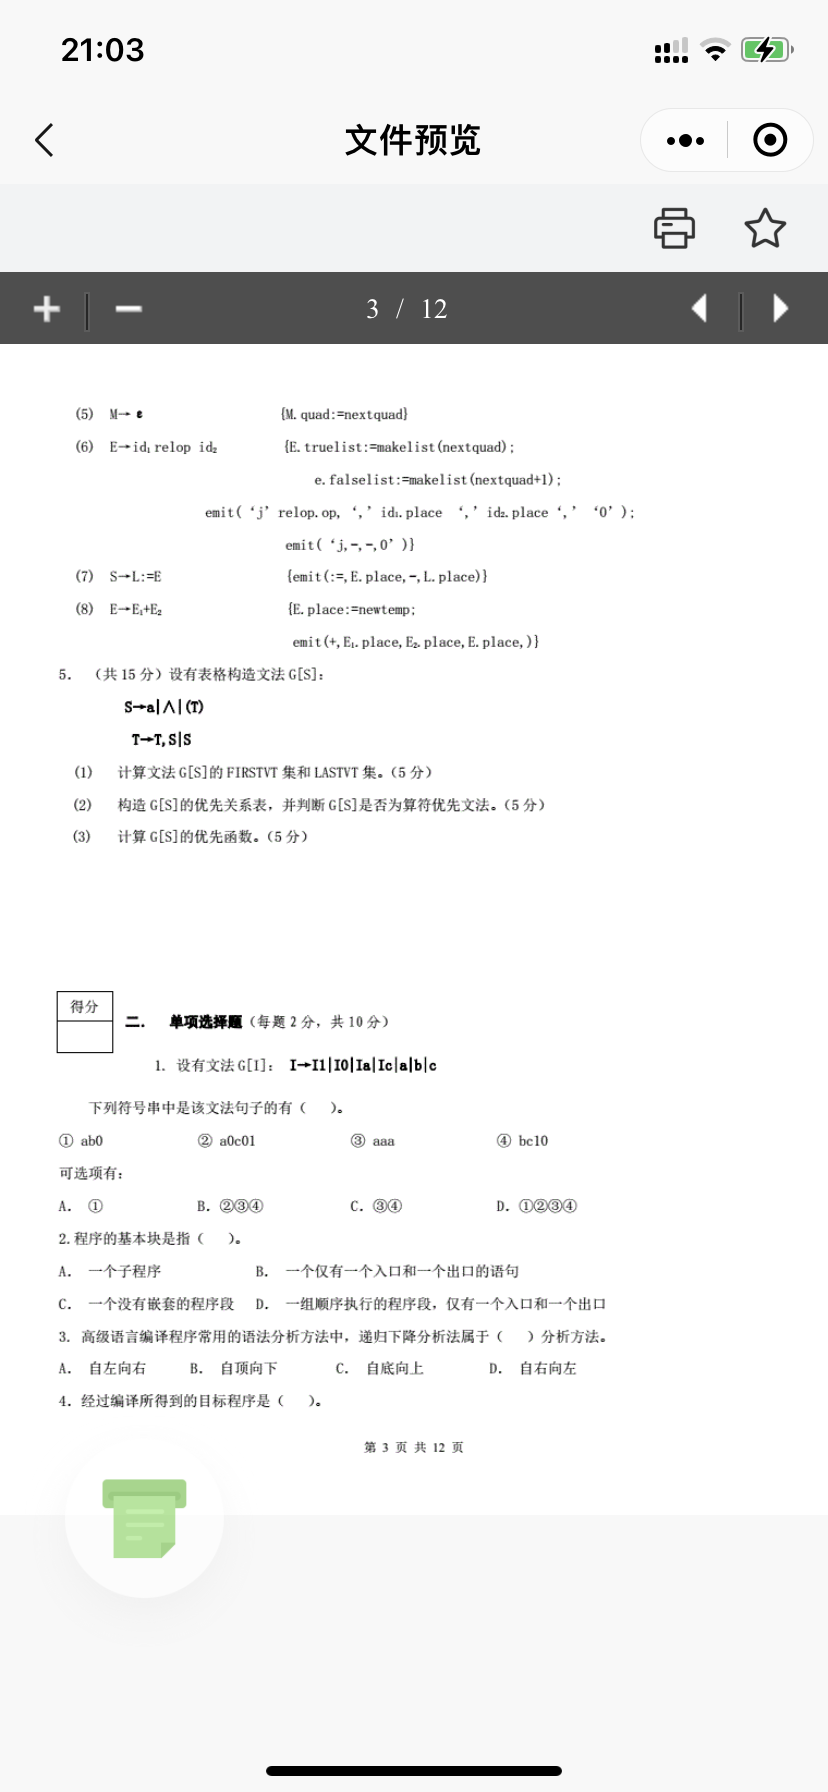 21:03
文件预览
3 / 12
(5) M→ ε {M.quad:=nextquad}
(6) E→id₁ relop id₂ {E.truelist:=makelist(nextquad);
e.falselist:=makelist(nextquad+1);
emit(‘j’relop.op,‘,’id₁.place ‘,’id₂.place‘,’ ‘0’);
emit(‘j,-,-,0’)}
(7) S→L:=E {emit(:=,E.place,-,L.place)}
(8) E→E₁+E₂ {E.place:=newtemp;
emit(+,E₁.place,E₂.place,E.place,)}
5. （共 15 分）设有表格构造文法 G[S]：
S→a|∧|(T)
T→T,S|S
(1) 计算文法 G[S]的 FIRSTVT 集和 LASTVT 集。（5 分）
(2) 构造 G[S]的优先关系表，并判断 G[S]是否为算符优先文法。（5 分）
(3) 计算 G[S]的优先函数。（5 分）
得分
二. 单项选择题（每题 2 分，共 10 分）
1. 设有文法 G[I]： I→I1|I0|Ia|Ic|a|b|c
下列符号串中是该文法句子的有（ ）。
① ab0 ② a0c01 ③ aaa ④ bc10
可选项有：
A. ① B. ②③④ C. ③④ D. ①②③④
2.程序的基本块是指（ ）。
A. 一个子程序 B. 一个仅有一个入口和一个出口的语句
C. 一个没有嵌套的程序段 D. 一组顺序执行的程序段，仅有一个入口和一个出口
3. 高级语言编译程序常用的语法分析方法中，递归下降分析法属于（ ）分析方法。
A. 自左向右 B. 自顶向下 C. 自底向上 D. 自右向左
4．经过编译所得到的目标程序是（ ）。
第 3 页 共 12 页